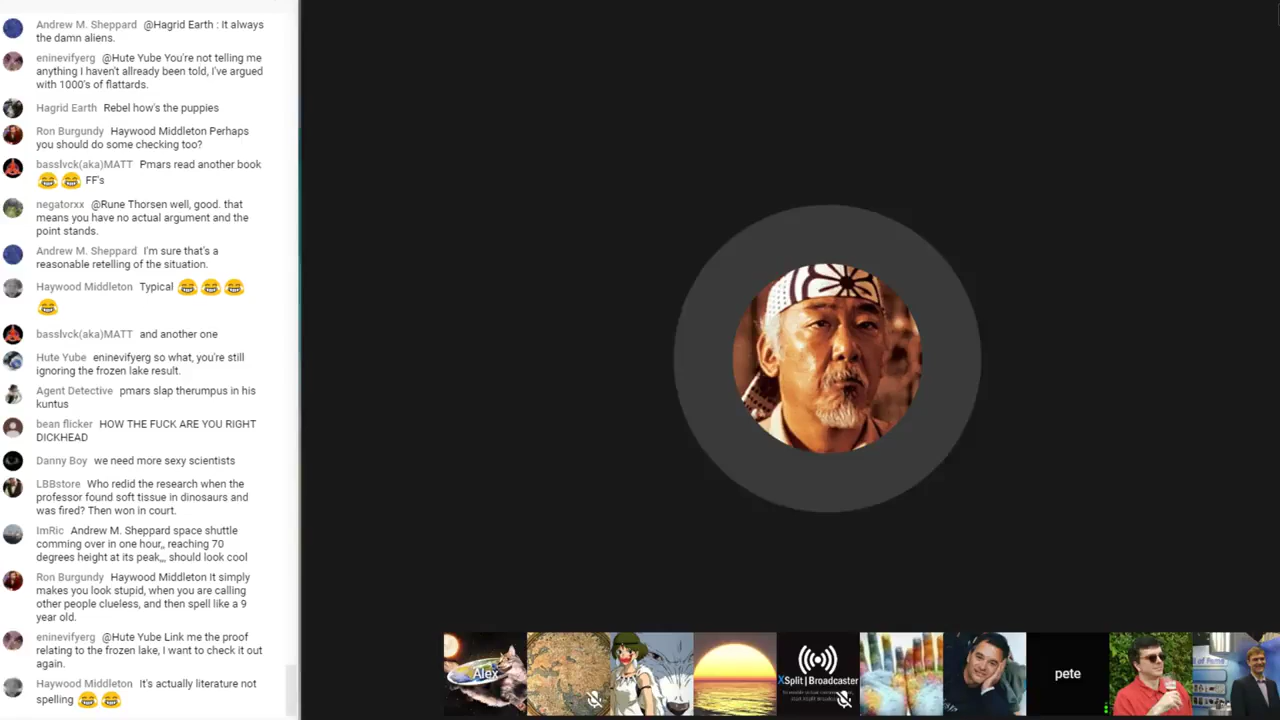 Andrew M. Sheppard @Hagrid Earth : It always
the damn aliens.
eninevifyerg @Hute Yube You're not telling me
anything I haven't allready been told, I've argued
with 1000's of flattards.
Hagrid Earth Rebel how's the puppies
Ron Burgundy Haywood Middleton Perhaps
you should do some checking too?
basslvck(aka)MATT Pmars read another book
😂 😂 FF's
negatorxx @Rune Thorsen well, good. that
means you have no actual argument and the
point stands.
Andrew M. Sheppard I'm sure that's a
reasonable retelling of the situation.
Haywood Middleton Typical 😂 😂 😂
😂
basslvck(aka)MATT and another one
Hute Yube eninevifyerg so what, you're still
ignoring the frozen lake result.
Agent Detective pmars slap therumpus in his
kuntus
bean flicker HOW THE FUCK ARE YOU RIGHT
DICKHEAD
Danny Boy we need more sexy scientists
LBBstore Who redid the research when the
professor found soft tissue in dinosaurs and
was fired? Then won in court.
ImRic Andrew M. Sheppard space shuttle
comming over in one hour,, reaching 70
degrees height at its peak,,, should look cool
Ron Burgundy Haywood Middleton It simply
makes you look stupid, when you are calling
other people clueless, and then spell like a 9
year old.
eninevifyerg @Hute Yube Link me the proof
relating to the frozen lake, I want to check it out
again.
Haywood Middleton It's actually literature not
spelling 😂 😂
Alex
XSplit | Broadcaster
pete